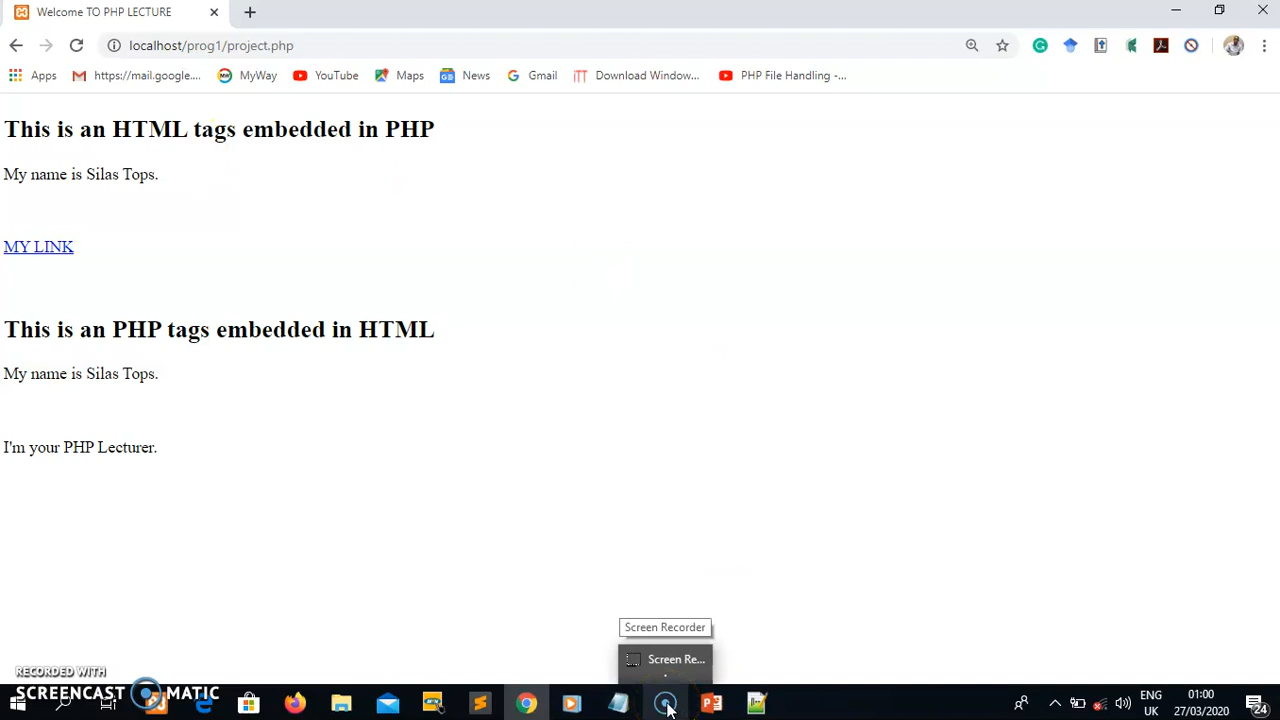 Welcome TO PHP LECTURE
localhost/prog1/project.php
Apps https://mail.google.... MyWay YouTube Maps News Gmail Download Window... PHP File Handling -...
This is an HTML tags embedded in PHP
My name is Silas Tops.
MY LINK
This is an PHP tags embedded in HTML
My name is Silas Tops.
I'm your PHP Lecturer.
Screen Recorder
Screen Re...
RECORDED WITH
SCREENCAST MATIC
ENG 01:00
UK 27/03/2020 24